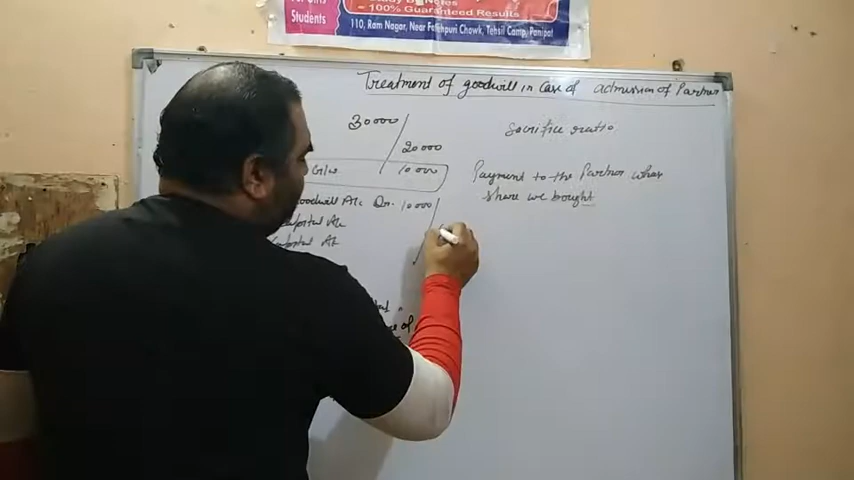 Students
- 100% Guaranteed Results
110, RAM Nagar, Near Fatehpuri Chowk, Tehsil Camp, Panipat
Treatment of goodwill in Case of admission of Partner
30000
20000
G/w 10000
Goodwill A/c Dr. 10000
Capital A/c
Capital A/c
Sacrifice ratio
Payment to the Partner whose
Share we bought